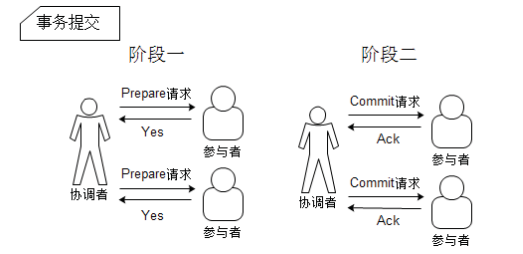 事务提交
阶段一
阶段二
Prepare请求
Yes
参与者
Prepare请求
Yes
参与者
协调者
Commit请求
Ack
参与者
Commit请求
Ack
参与者
协调者